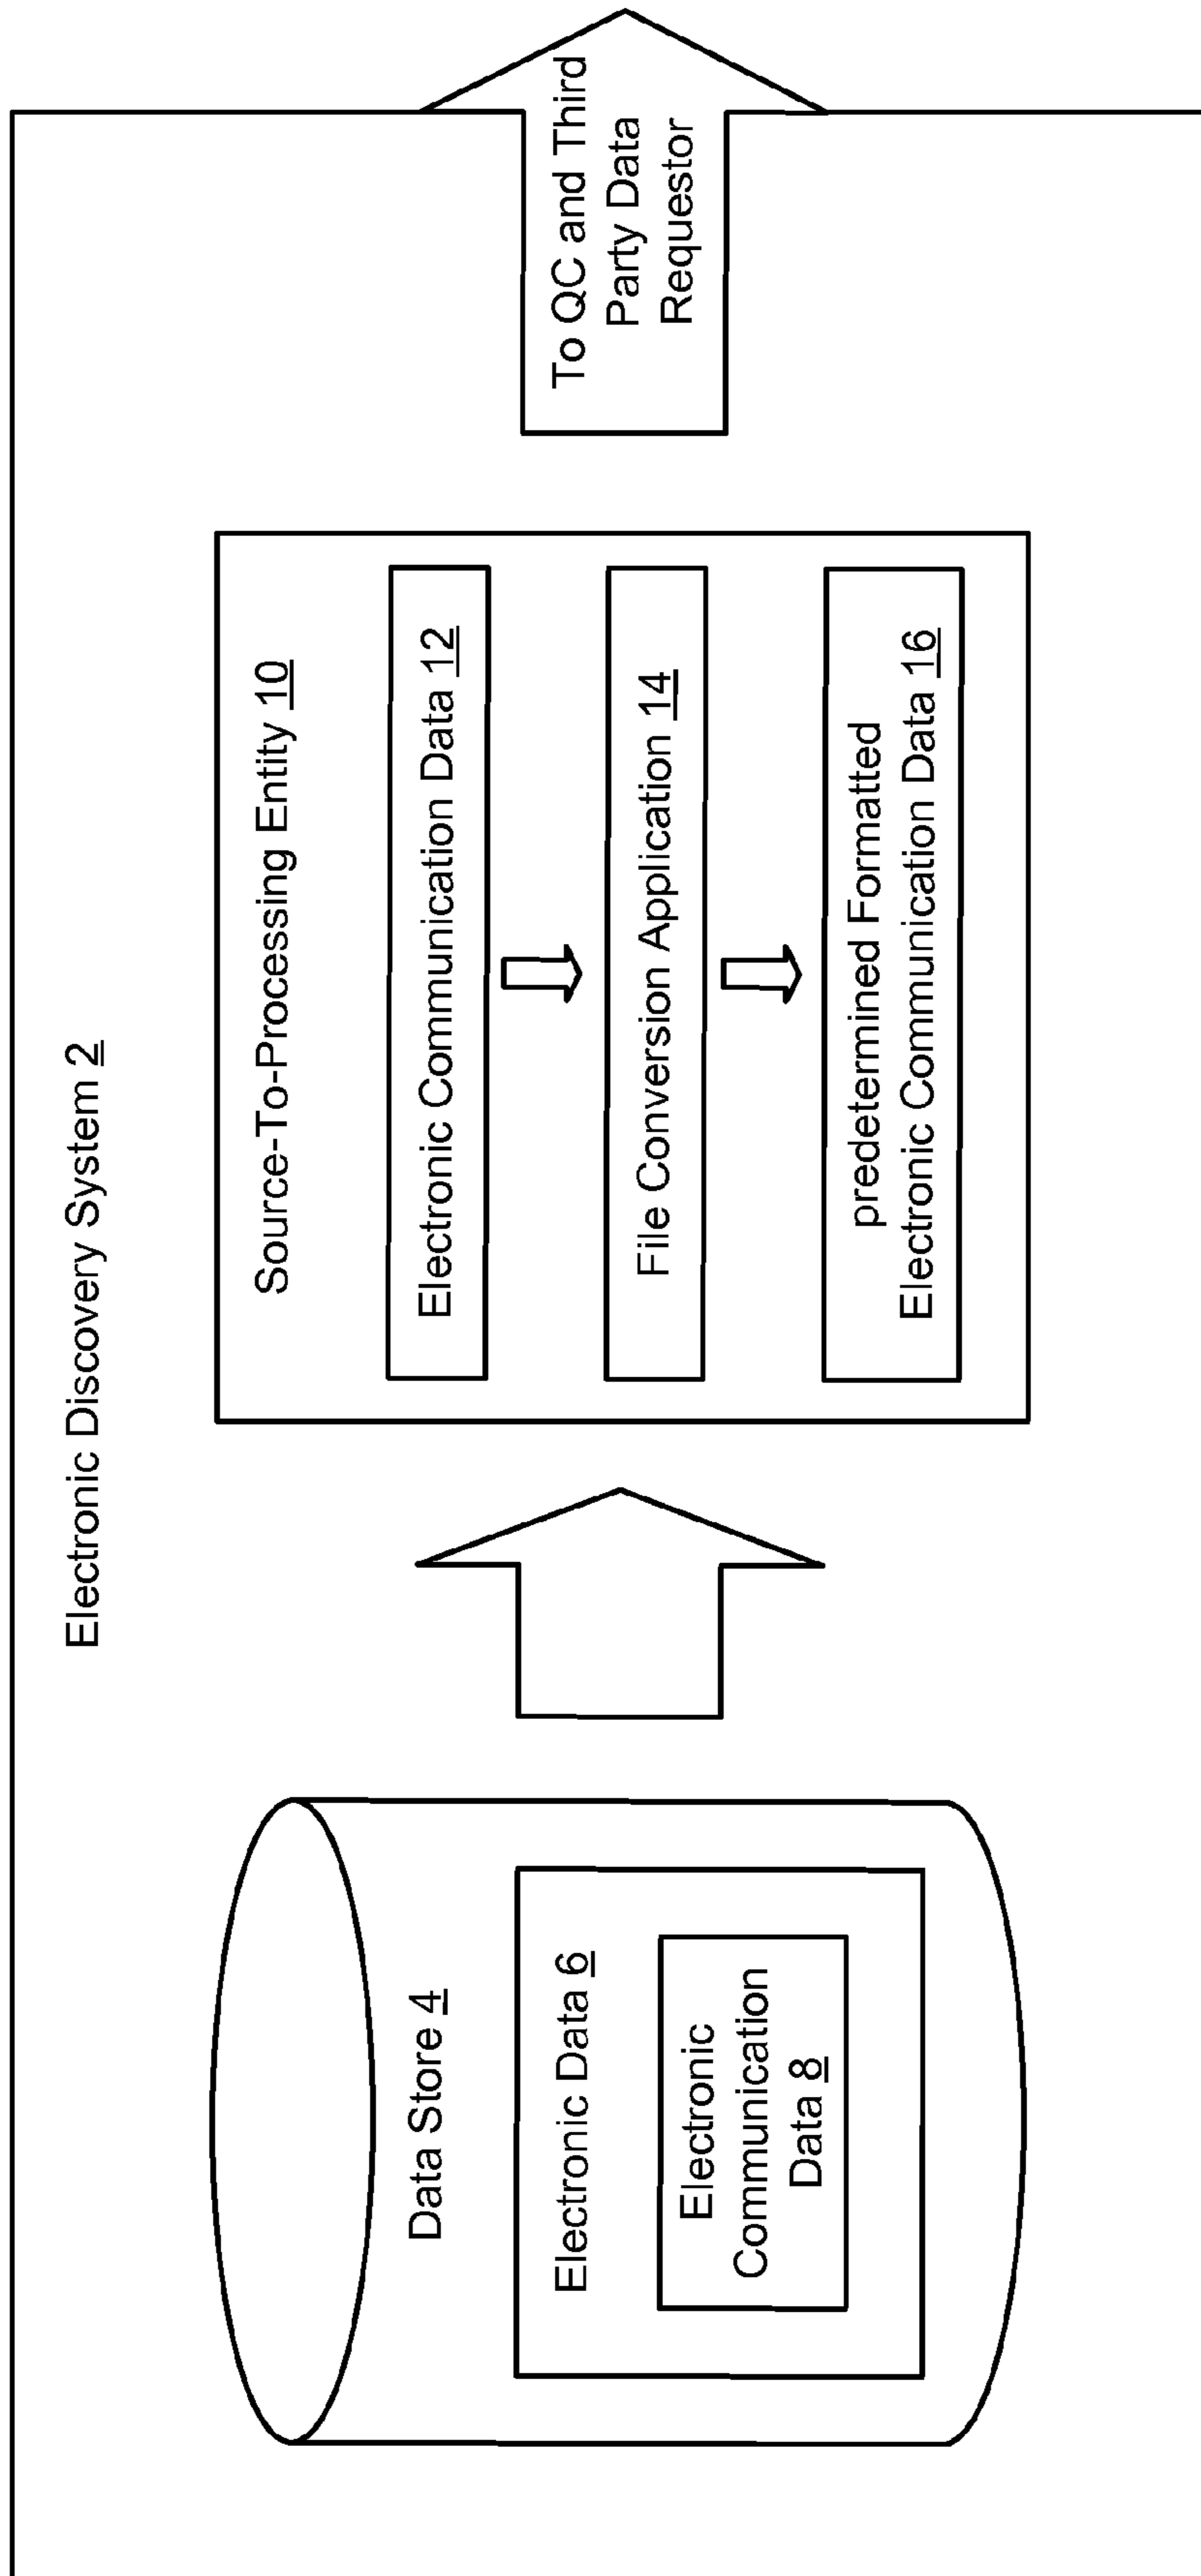 Electronic Discovery System 2
Data Store 4
Electronic Data 6
Electronic
Communication
Data 8
Source-To-Processing Entity 10
Electronic Communication Data 12
File Conversion Application 14
predetermined Formatted
Electronic Communication Data 16
To QC and Third
Party Data
Requestor